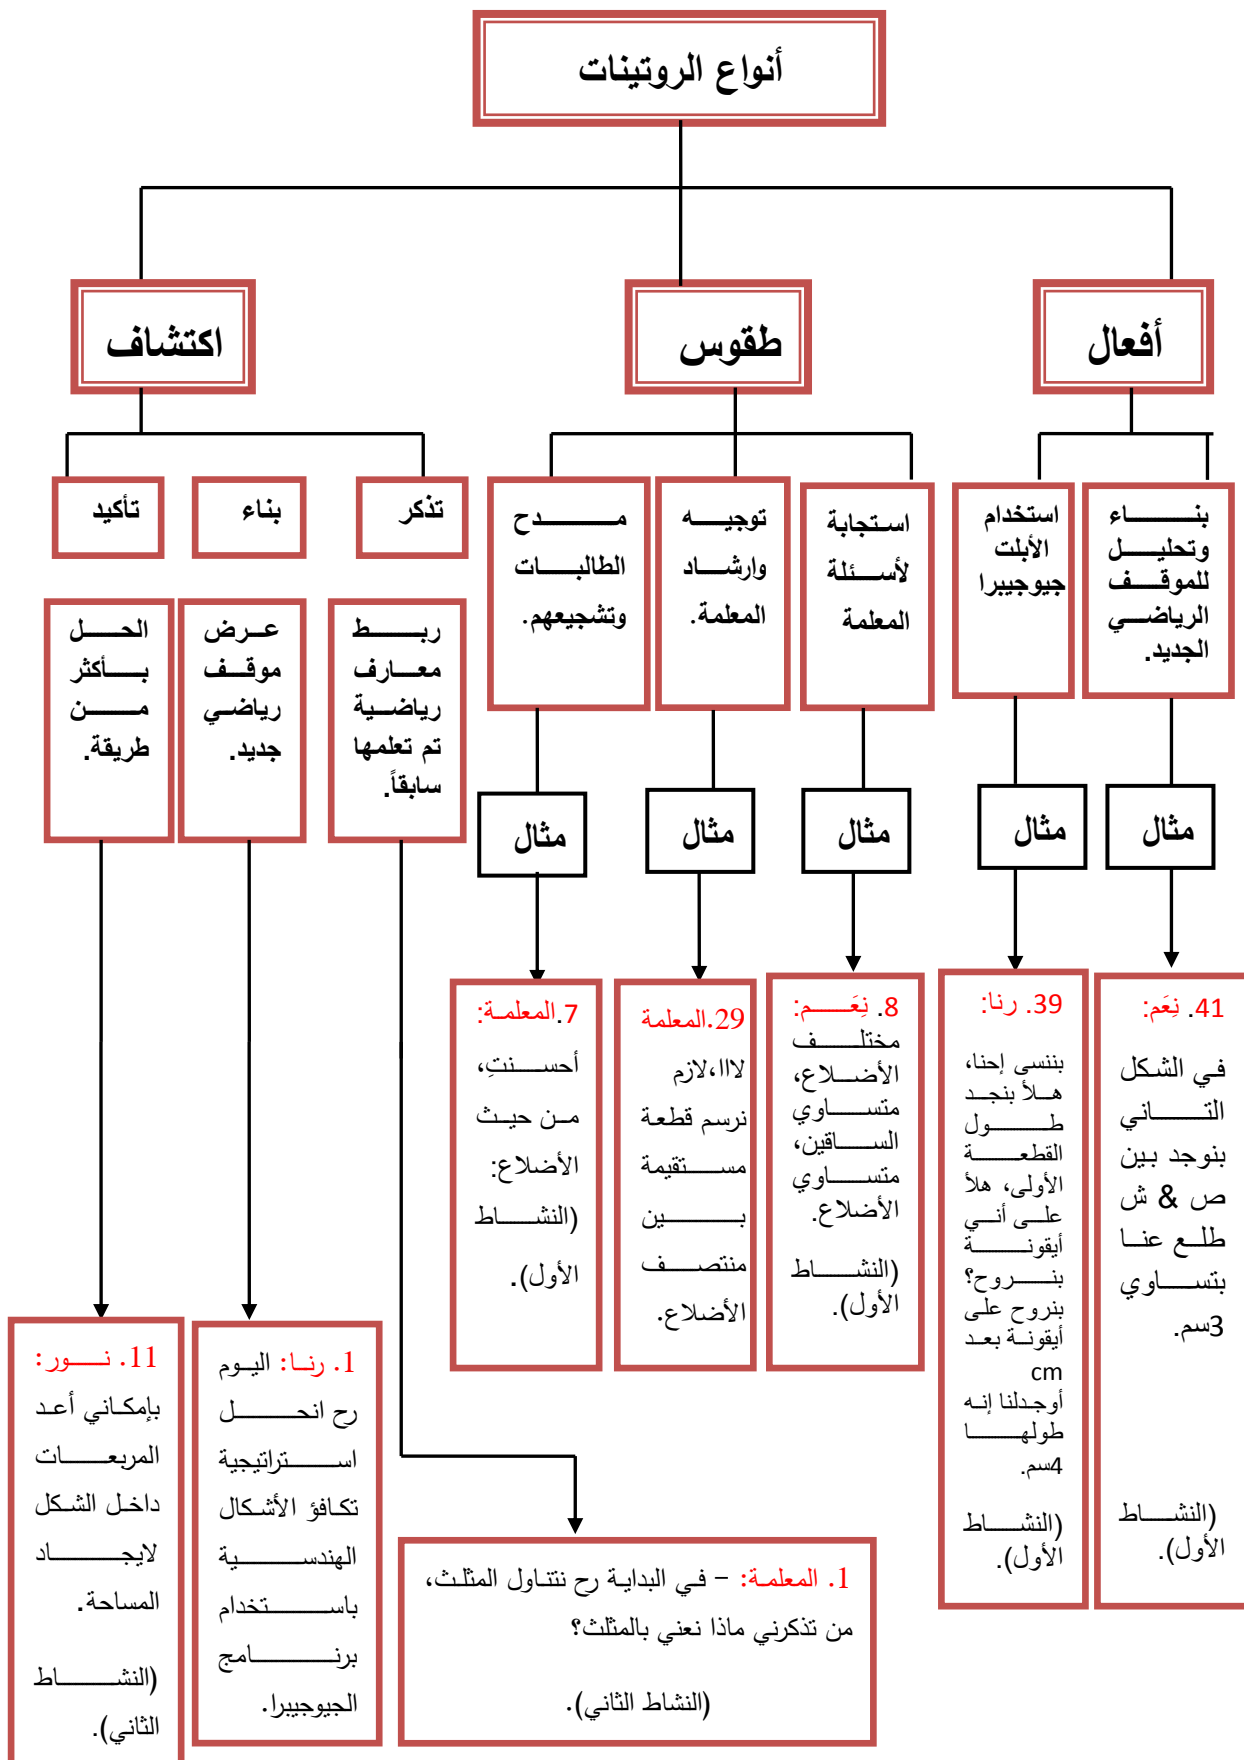 أنواع الروتينات
أفعال
طقوس
اكتشاف
بناء
وتحليل
للموقف
الرياضي
الجديد.
استخدام
الأبلت
جيوجيبرا
استجابة
لأسئلة
المعلمة
توجيه
وارشاد
المعلمة.
مدح
الطالبات
وتشجيعهم.
تذكر
بناء
تأكيد
ربط
معارف
رياضية
تم تعلمها
سابقاً.
عرض
موقف
رياضي
جديد.
الحل
بأكثر
من
طريقة.
مثال
مثال
مثال
مثال
مثال
41. نِعَم:
في الشكل
التاني
بنوجد بين
ص & ش
طلع عنا
بتساوي
3سم.
(النشاط
الأول).
39. رنا:
بننسى إحنا،
هلأ بنجد
طول
القطعة
الأولى، هلأ
على أني
أيقونة
بنروح؟
بنروح على
أيقونة بعد
cm
أوجدلنا إنه
طولها
4سم.
(النشاط
الأول).
8. نِعَم:
مختلف
الأضلاع،
متساوي
الساقين،
متساوي
الأضلاع.
(النشاط
الأول).
29.المعلمة
لااا،لازم
نرسم قطعة
مستقيمة
بين
منتصف
الأضلاع.
7.المعلمة:
أحسنتِ،
من حيث
الأضلاع:
(النشاط
الأول).
1. المعلمة: – في البداية رح نتناول المثلث،
من تذكرني ماذا نعني بالمثلث؟
(النشاط الثاني).
1. رنا: اليوم
رح انحل
استراتيجية
تكافؤ الأشكال
الهندسية
باستخدام
برنامج
الجيوجيبرا.
11. نور:
بإمكاني أعد
المربعات
داخل الشكل
لايجاد
المساحة.
(النشاط
الثاني).